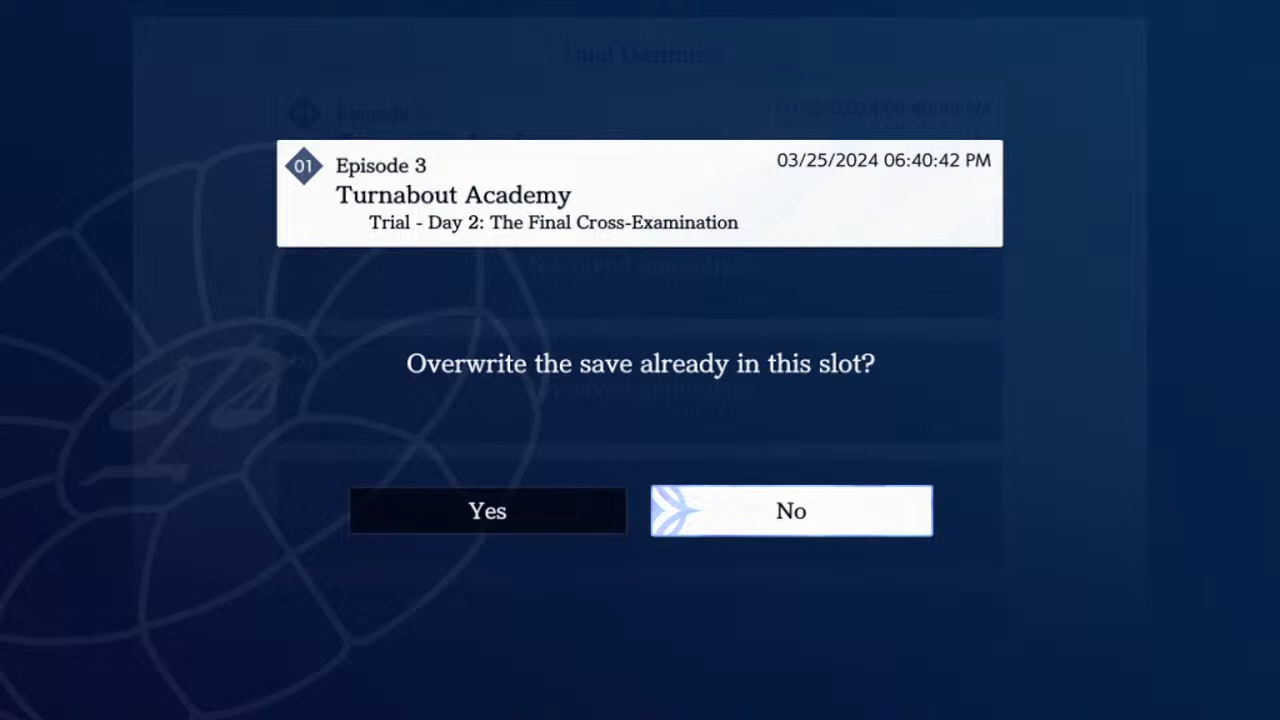 01
Episode 3
03/25/2024 06:40:42 PM
Turnabout Academy
Trial - Day 2: The Final Cross-Examination
Overwrite the save already in this slot?
Yes
No